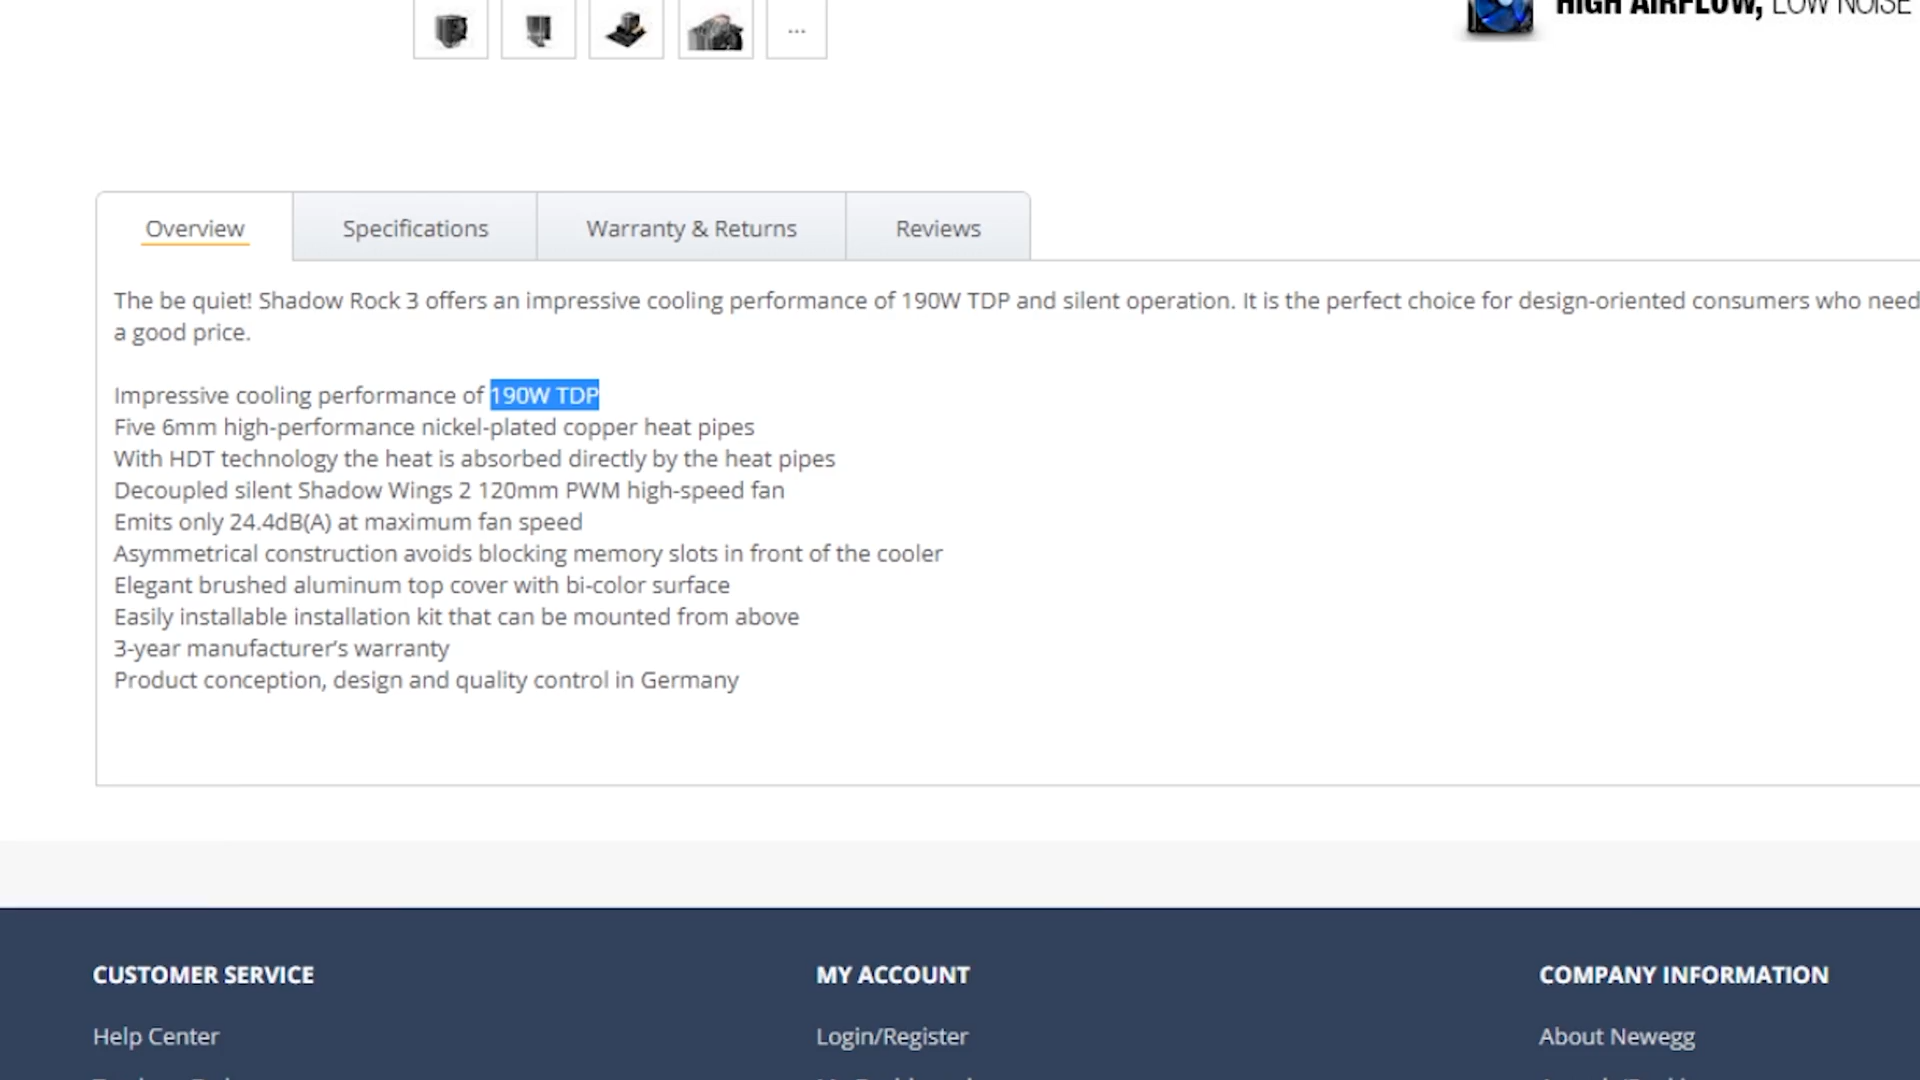 HIGH AIRFLOW, LOW NOISE
...
Overview
Specifications
Warranty & Returns
Reviews
The be quiet! Shadow Rock 3 offers an impressive cooling performance of 190W TDP and silent operation. It is the perfect choice for design-oriented consumers who need
a good price.
Impressive cooling performance of 190W TDP
Five 6mm high-performance nickel-plated copper heat pipes
With HDT technology the heat is absorbed directly by the heat pipes
Decoupled silent Shadow Wings 2 120mm PWM high-speed fan
Emits only 24.4dB(A) at maximum fan speed
Asymmetrical construction avoids blocking memory slots in front of the cooler
Elegant brushed aluminum top cover with bi-color surface
Easily installable installation kit that can be mounted from above
3-year manufacturer’s warranty
Product conception, design and quality control in Germany
CUSTOMER SERVICE
MY ACCOUNT
COMPANY INFORMATION
Help Center
Login/Register
About Newegg